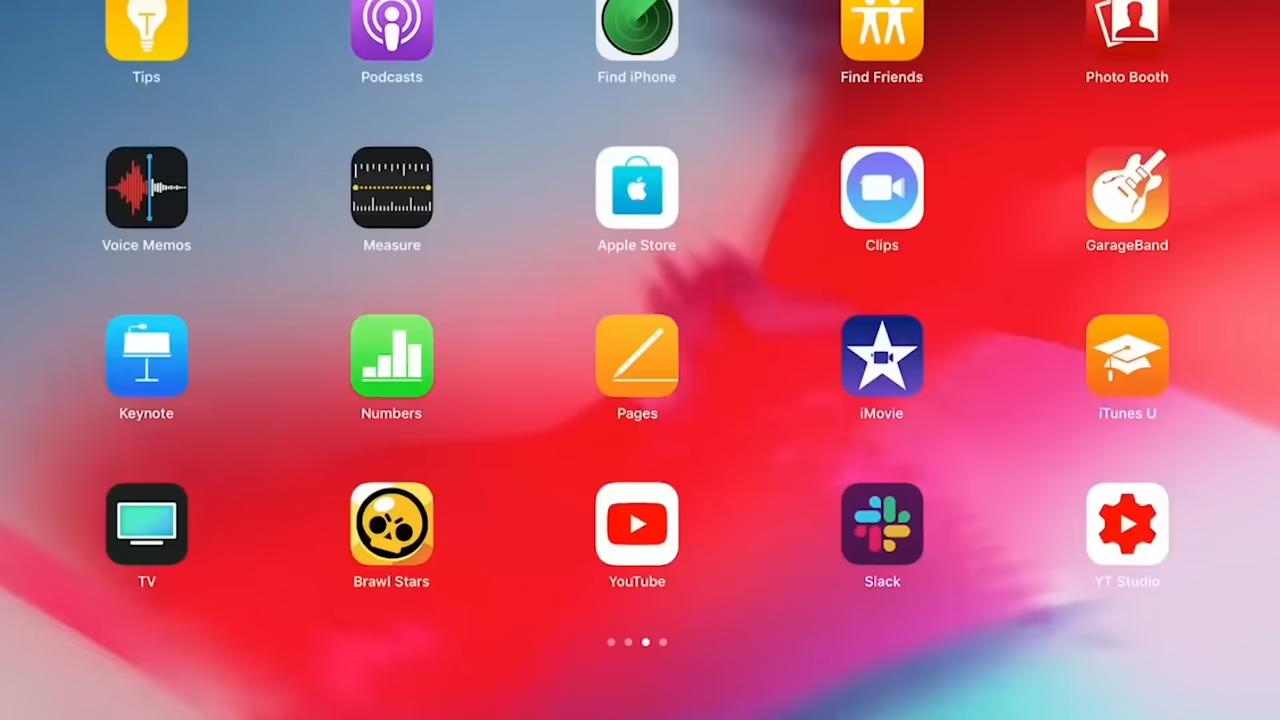 Tips
Podcasts
Find iPhone
Find Friends
Photo Booth
Voice Memos
Measure
Apple Store
Clips
GarageBand
Keynote
Numbers
Pages
iMovie
iTunes U
TV
Brawl Stars
YouTube
Slack
YT Studio